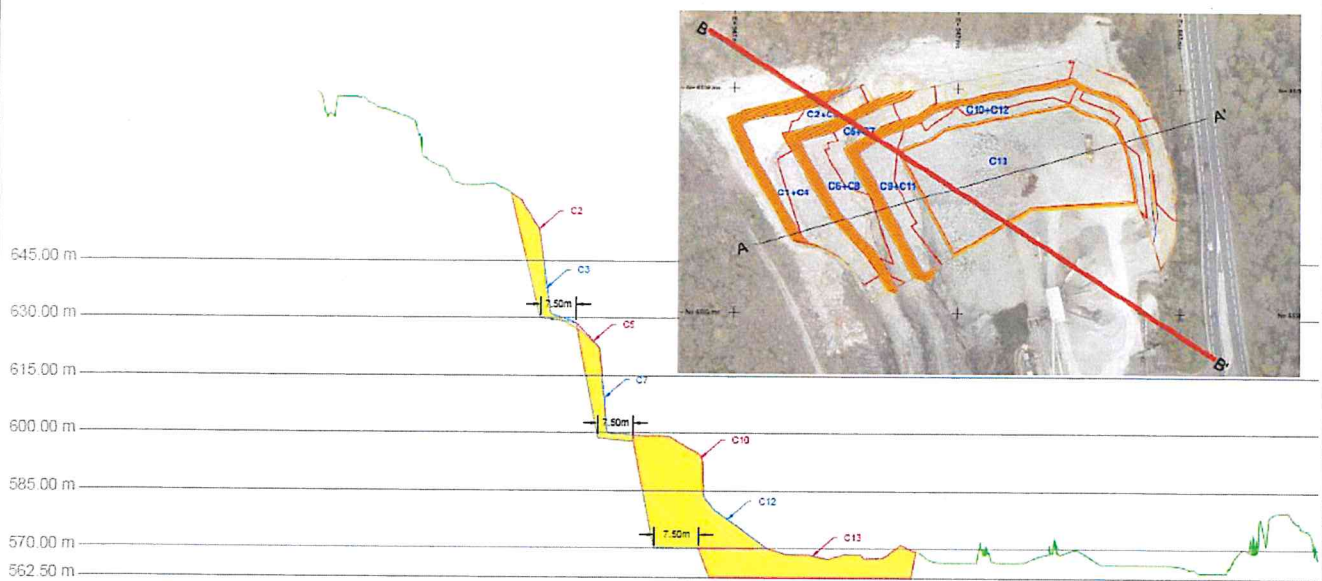 B
C2+C3
C10+C12
A'
C13
C1+C4
C6+C8
C9+C11
A
B'
C2
645.00 m
C3
7.50m
630.00 m
C5
615.00 m
C7
7.50m
600.00 m
C10
585.00 m
C12
7.50m
C13
570.00 m
562.50 m